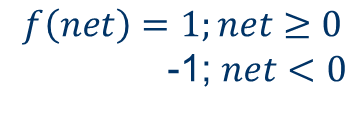 f(net) = 1; net ≥ 0
-1; net < 0